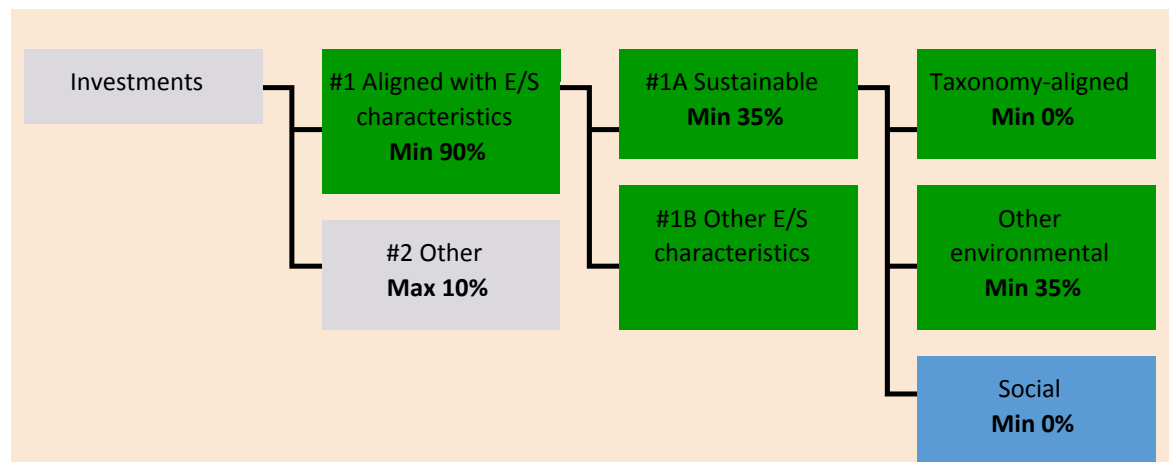 Investments
#1 Aligned with E/S
characteristics
Min 90%
#2 Other
Max 10%
#1A Sustainable
Min 35%
#1B Other E/S
characteristics
Taxonomy-aligned
Min 0%
Other
environmental
Min 35%
Social
Min 0%